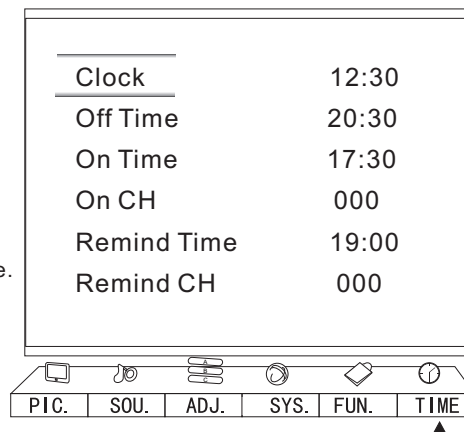 Clock 12:30
Off Time 20:30
On Time 17:30
On CH 000
Remind Time 19:00
e.
Remind CH 000
A
B
C
PIC. SOU. ADJ. SYS. FUN. TIME